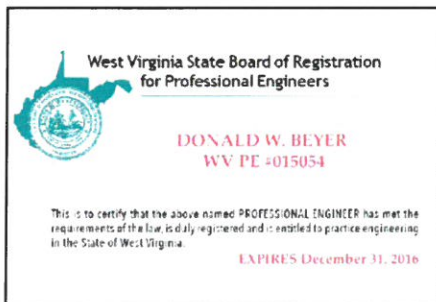 West Virginia State Board of Registration
for Professional Engineers
DONALD W. BEYER
WV PE #015054
This is to certify that the above named PROFESSIONAL ENGINEER has met the
requirements of the law, is duly registered and is entitled to practice engineering
in the State of West Virginia.
EXPIRES December 31, 2016